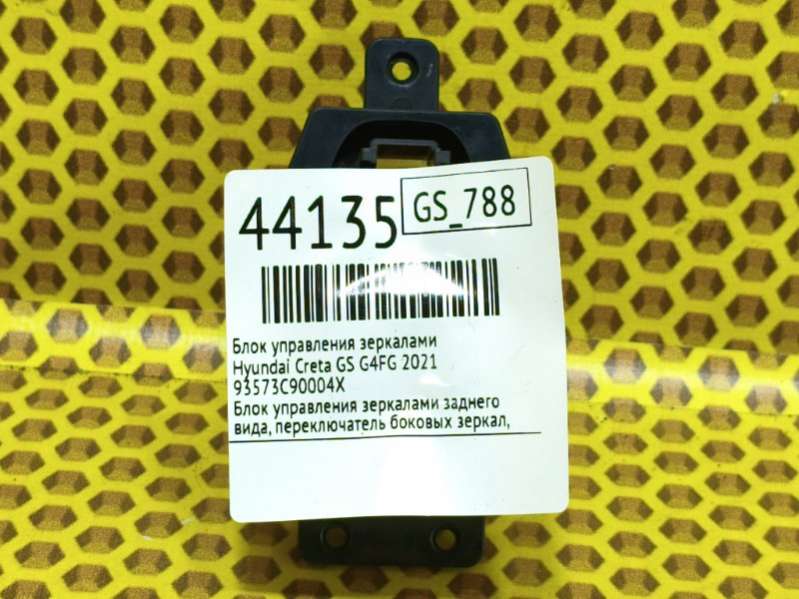 44135 GS_788
Блок управления зеркалами
Hyundai Creta GS G4FG 2021
93573C90004X
Блок управления зеркалами заднего
вида, переключатель боковых зеркал,